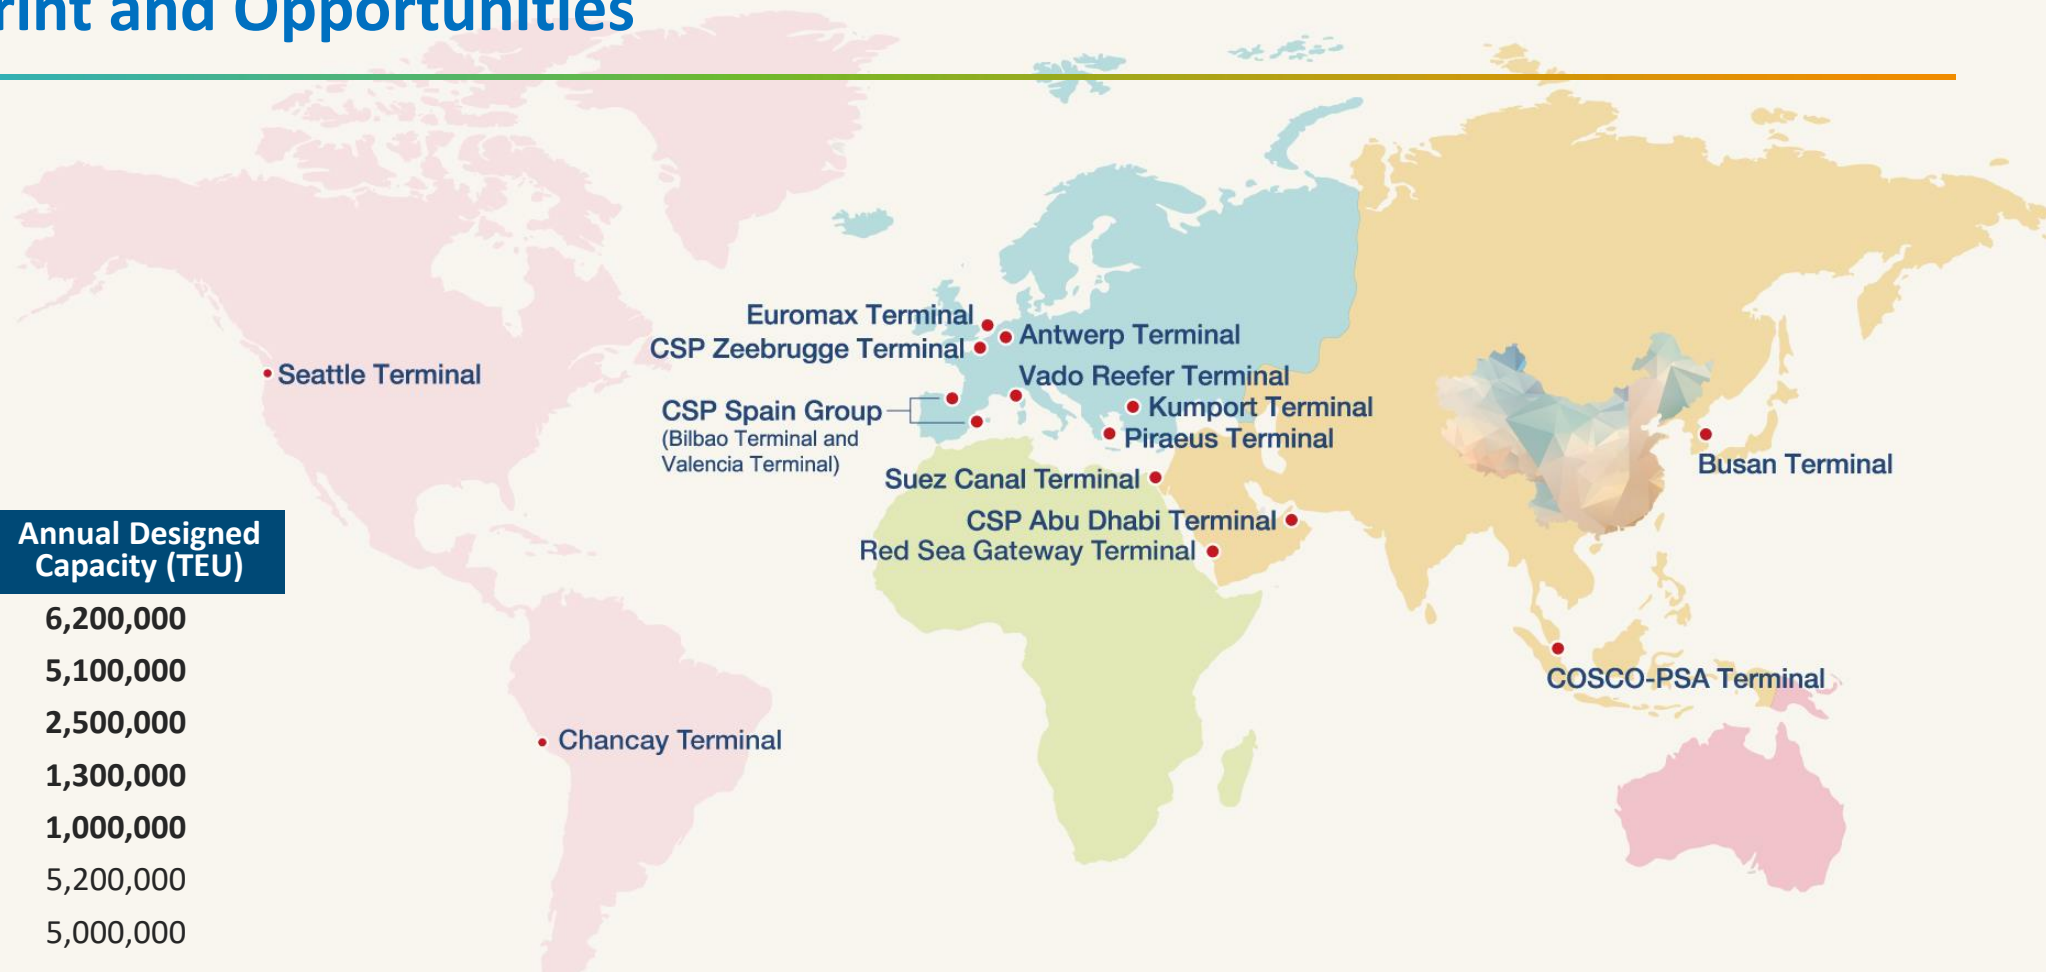 and Opportunities
Euromax Terminal
Antwerp Terminal
CSP Zeebrugge Terminal
Seattle Terminal
Vado Reefer Terminal
CSP Spain Group
(Bilbao Terminal and
Valencia Terminal)
Kumport Terminal
Piraeus Terminal
Busan Terminal
Suez Canal Terminal
CSP Abu Dhabi Terminal
Red Sea Gateway Terminal
COSCO-PSA Terminal
Chancay Terminal
Annual Designed
Capacity (TEU)
6,200,000
5,100,000
2,500,000
1,300,000
1,000,000
5,200,000
5,000,000